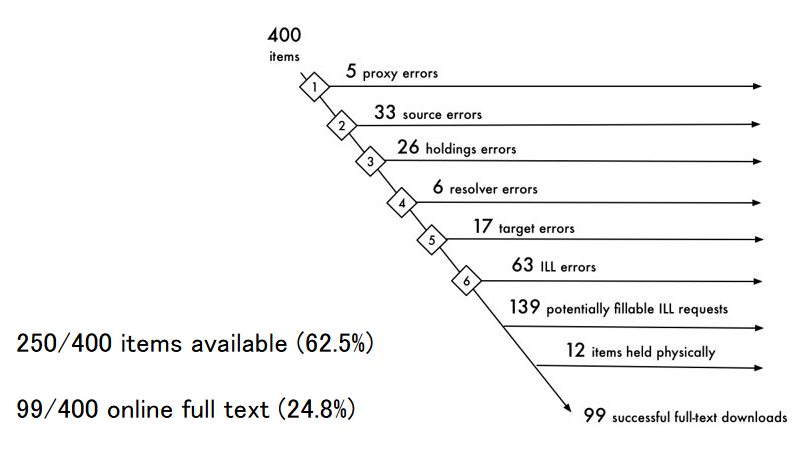 400
items
1
5 proxy errors
2
33 source errors
3
26 holdings errors
4
6 resolver errors
5
17 target errors
6
63 ILL errors
139 potentially fillable ILL requests
250/400 items available (62.5%)
12 items held physically
99/400 online full text (24.8%)
99 successful full-text downloads